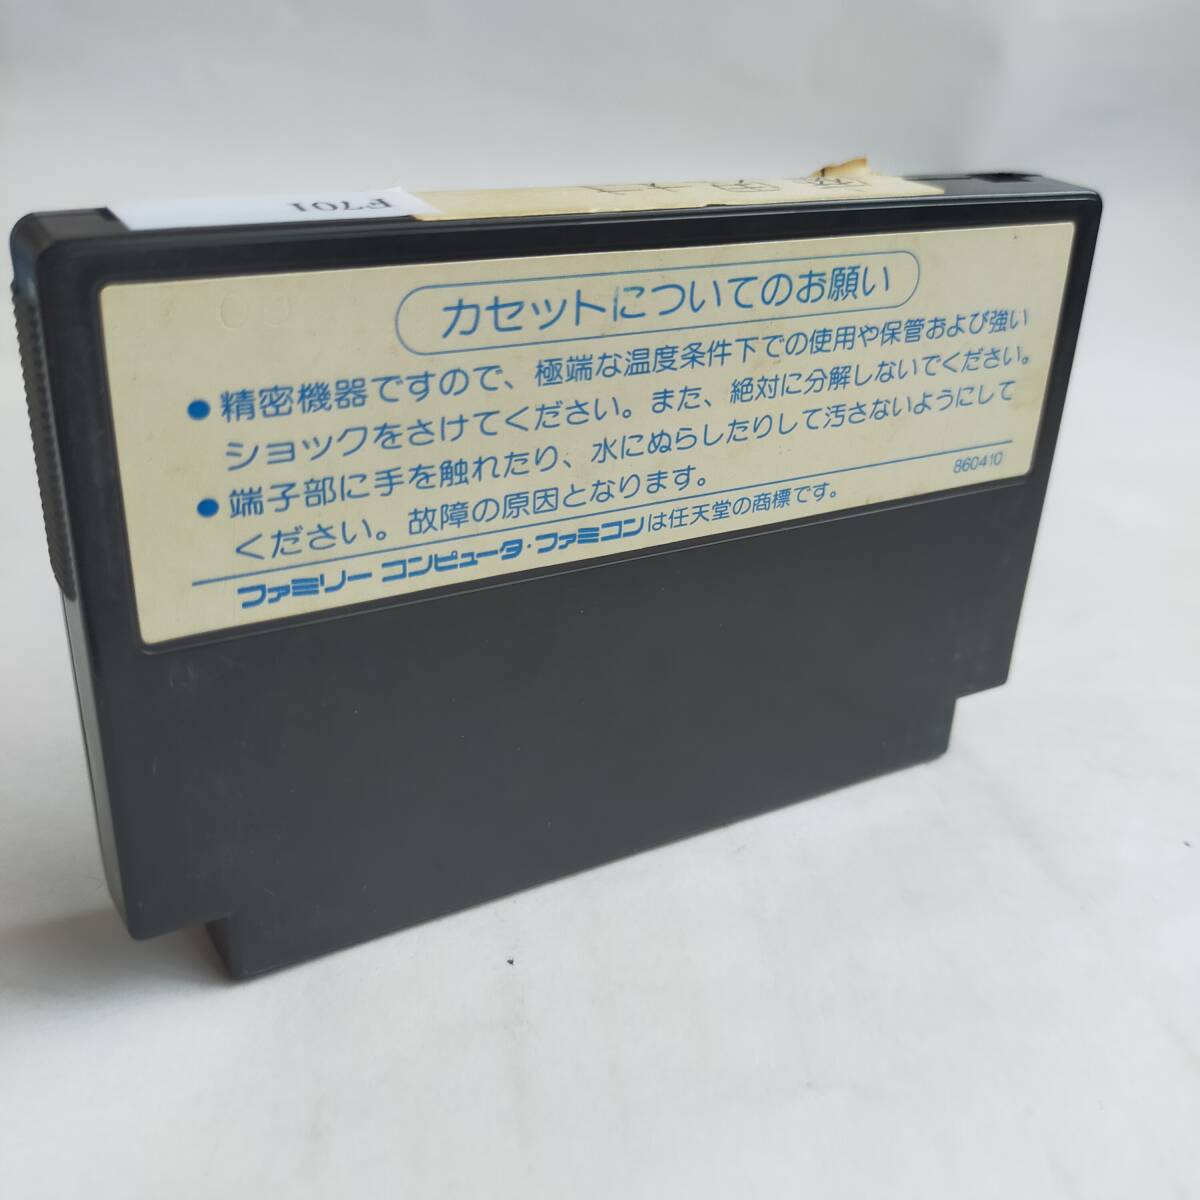 F701
カセットについてのお願い
●精密機器ですので、極端な温度条件下での使用や保管および強い
ショックをさけてください。また、絶対に分解しないでください。
●端子部に手を触れたり、水にぬらしたりして汚さないようにして
ください。故障の原因となります。
860410
ファミリー コンピュータ・ファミコンは任天堂の商標です。